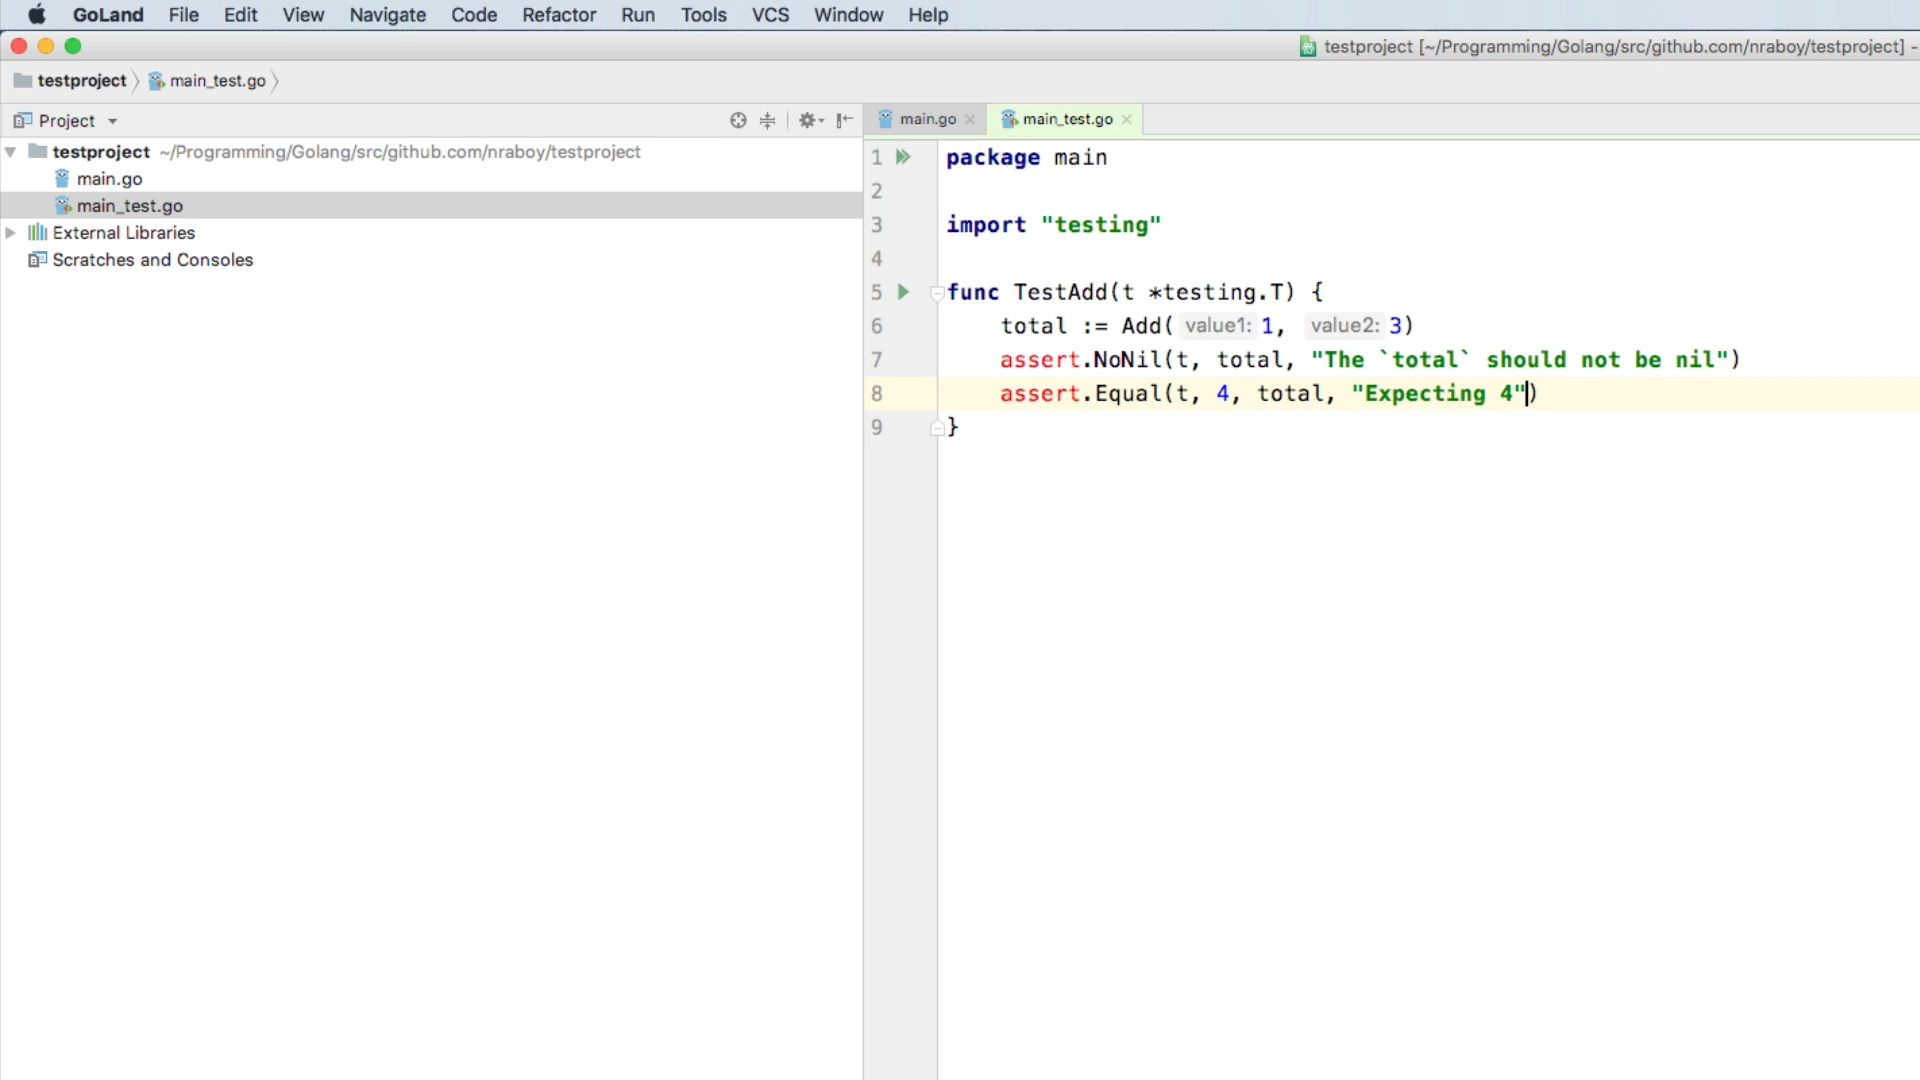 GoLand File Edit View Navigate Code Refactor Run Tools VCS Window Help
testproject [~/Programming/Golang/src/github.com/nraboy/testproject] -
testproject main_test.go
Project
main.go main_test.go
testproject ~/Programming/Golang/src/github.com/nraboy/testproject
main.go
main_test.go
External Libraries
Scratches and Consoles
1 package main
2
3 import "testing"
4
5 func TestAdd(t *testing.T) {
6 total := Add( value1: 1, value2: 3)
7 assert.NoNil(t, total, "The `total` should not be nil")
8 assert.Equal(t, 4, total, "Expecting 4")
9 }